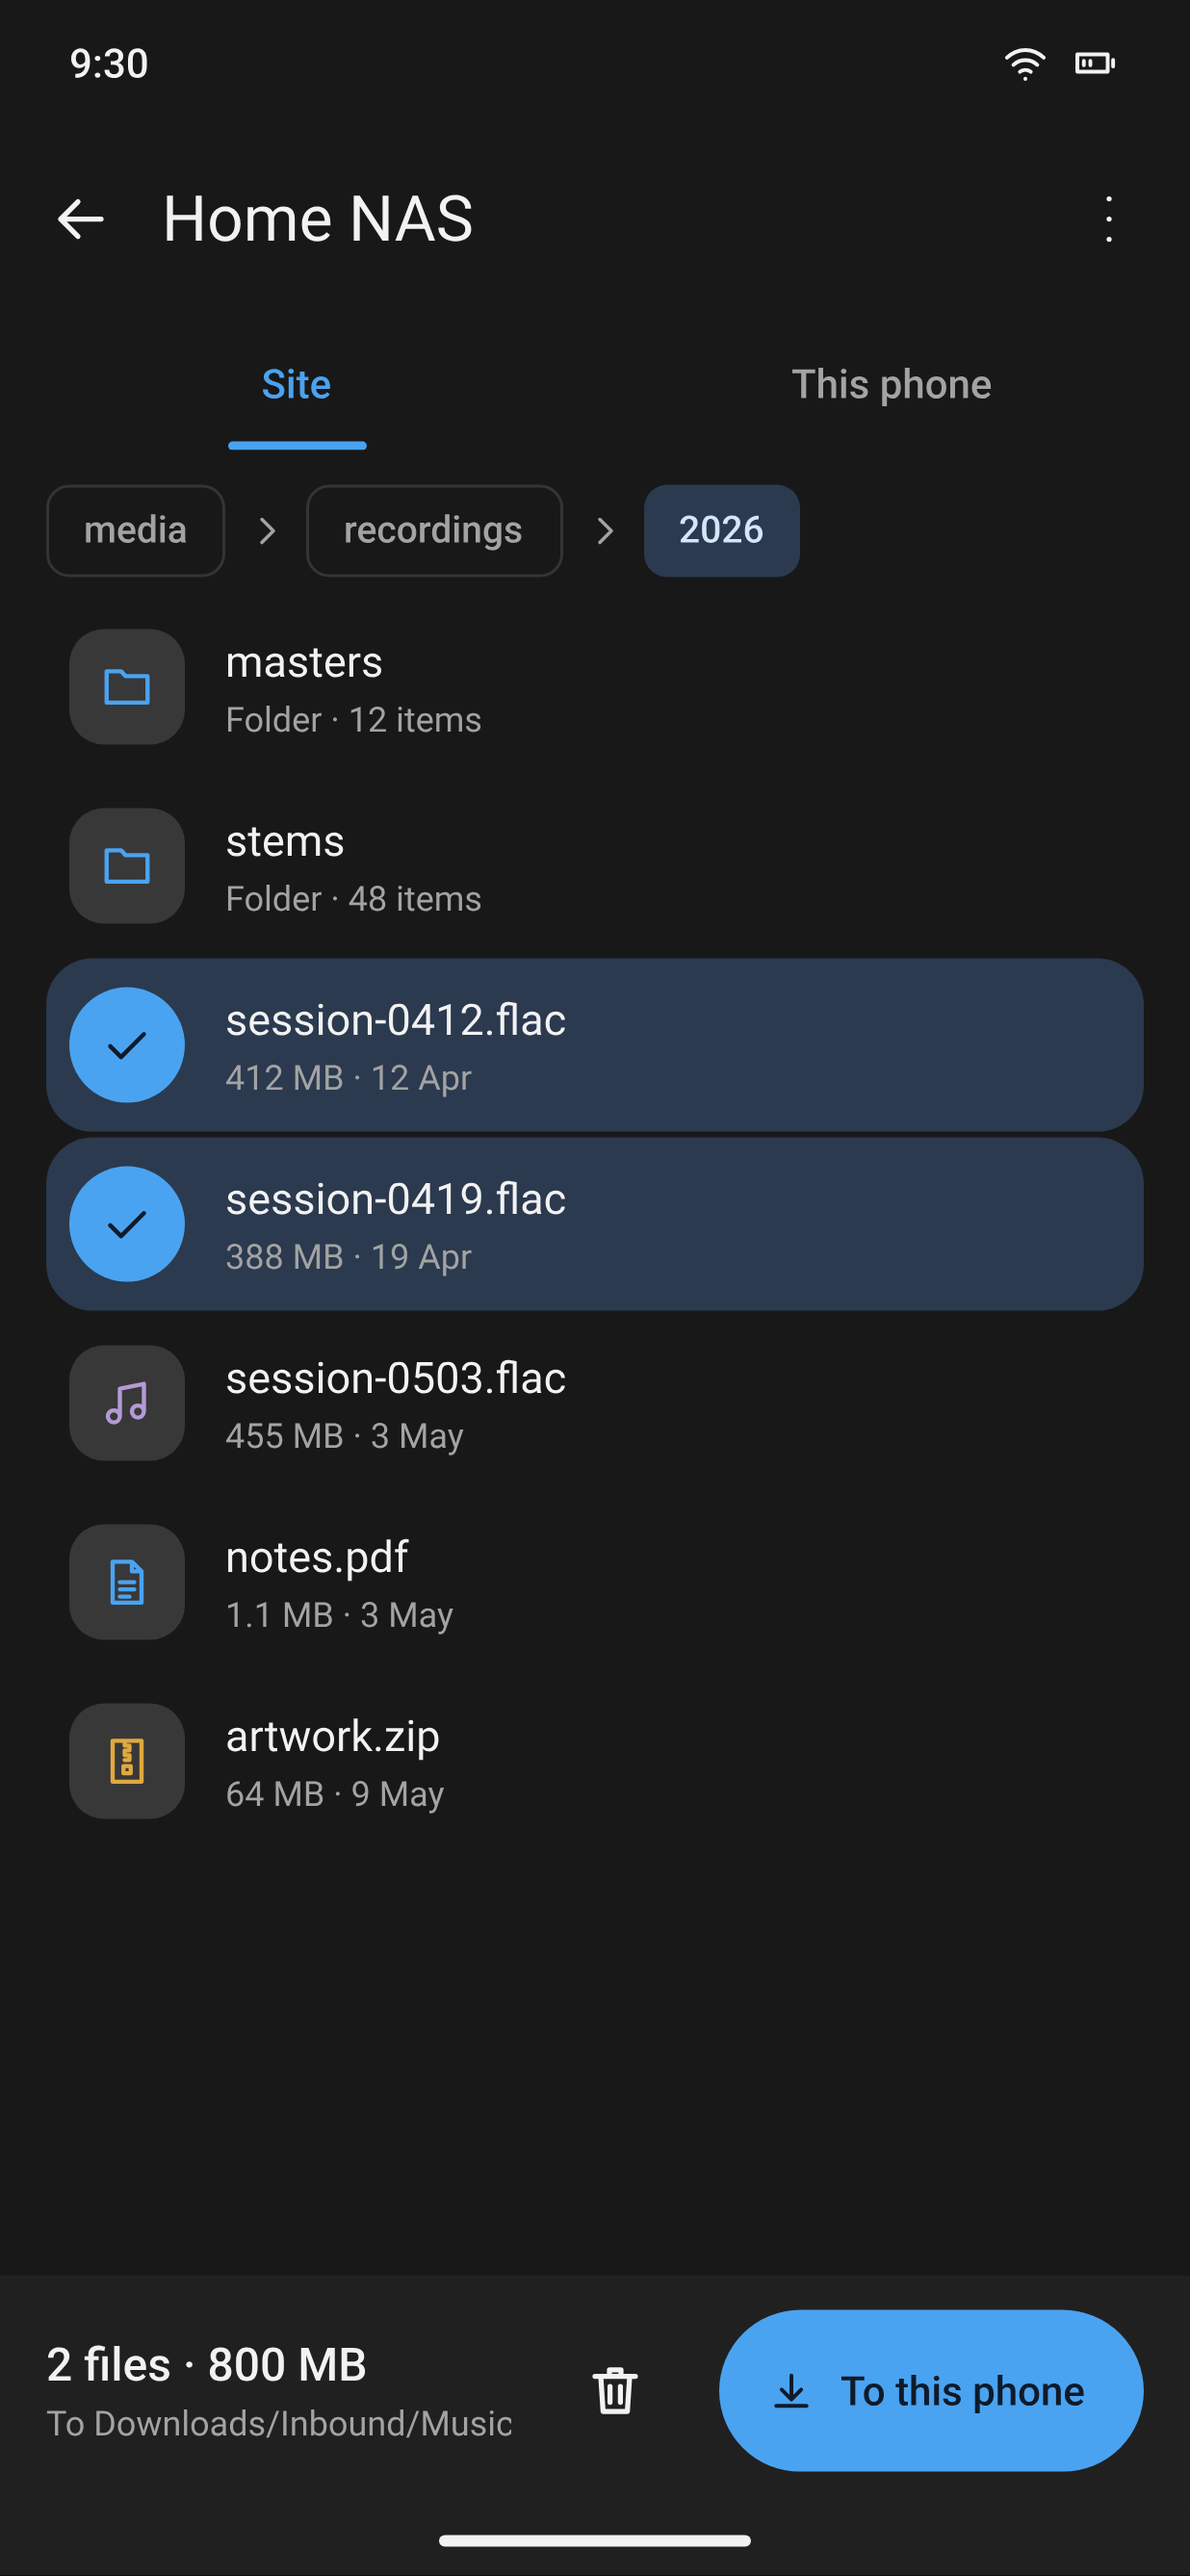 9:30
Home NAS
Site
This phone
media
recordings
2026
masters
Folder · 12 items
stems
Folder · 48 items
session-0412.flac
412 MB · 12 Apr
session-0419.flac
388 MB · 19 Apr
session-0503.flac
455 MB · 3 May
notes.pdf
1.1 MB · 3 May
artwork.zip
64 MB · 9 May
2 files · 800 MB
To Downloads/Inbound/Music
To this phone